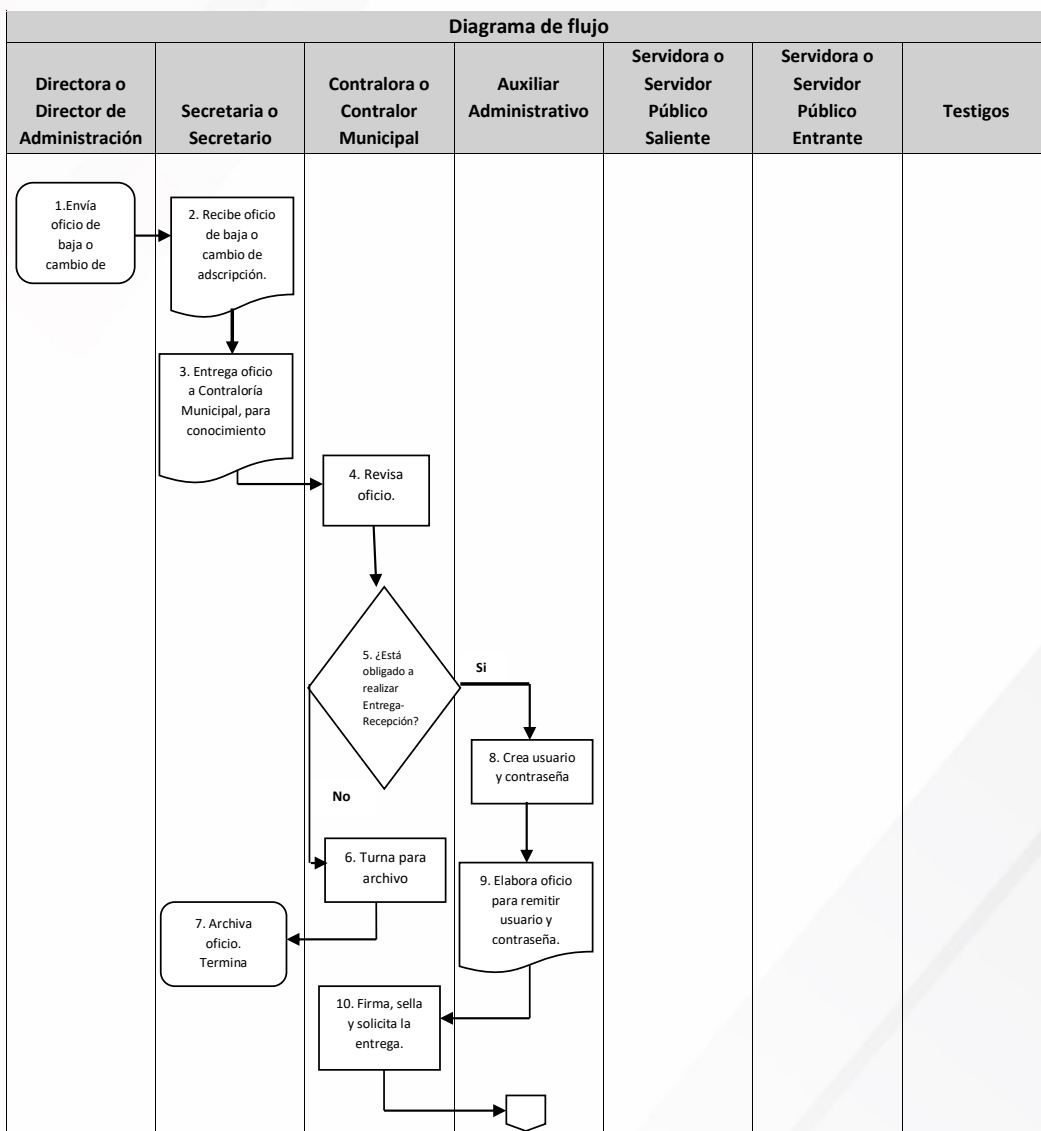 Diagrama de flujo
Directora o
Director de
Administración
Secretaria o
Secretario
Contralora o
Contralor
Municipal
Auxiliar
Administrativo
Servidora o
Servidor
Público
Saliente
Servidora o
Servidor
Público
Entrante
Testigos
1.Envía
oficio de
baja o
cambio de
2. Recibe oficio
de baja o
cambio de
adscripción.
3. Entrega oficio
a Contraloría
Municipal, para
conocimiento
4. Revisa
oficio.
5. ¿Está
obligado a
realizar
Entrega-
Recepción?
Si
No
8. Crea usuario
y contraseña
6. Turna para
archivo
9. Elabora oficio
para remitir
usuario y
contraseña.
7. Archiva
oficio.
Termina
10. Firma, sella
y solicita la
entrega.